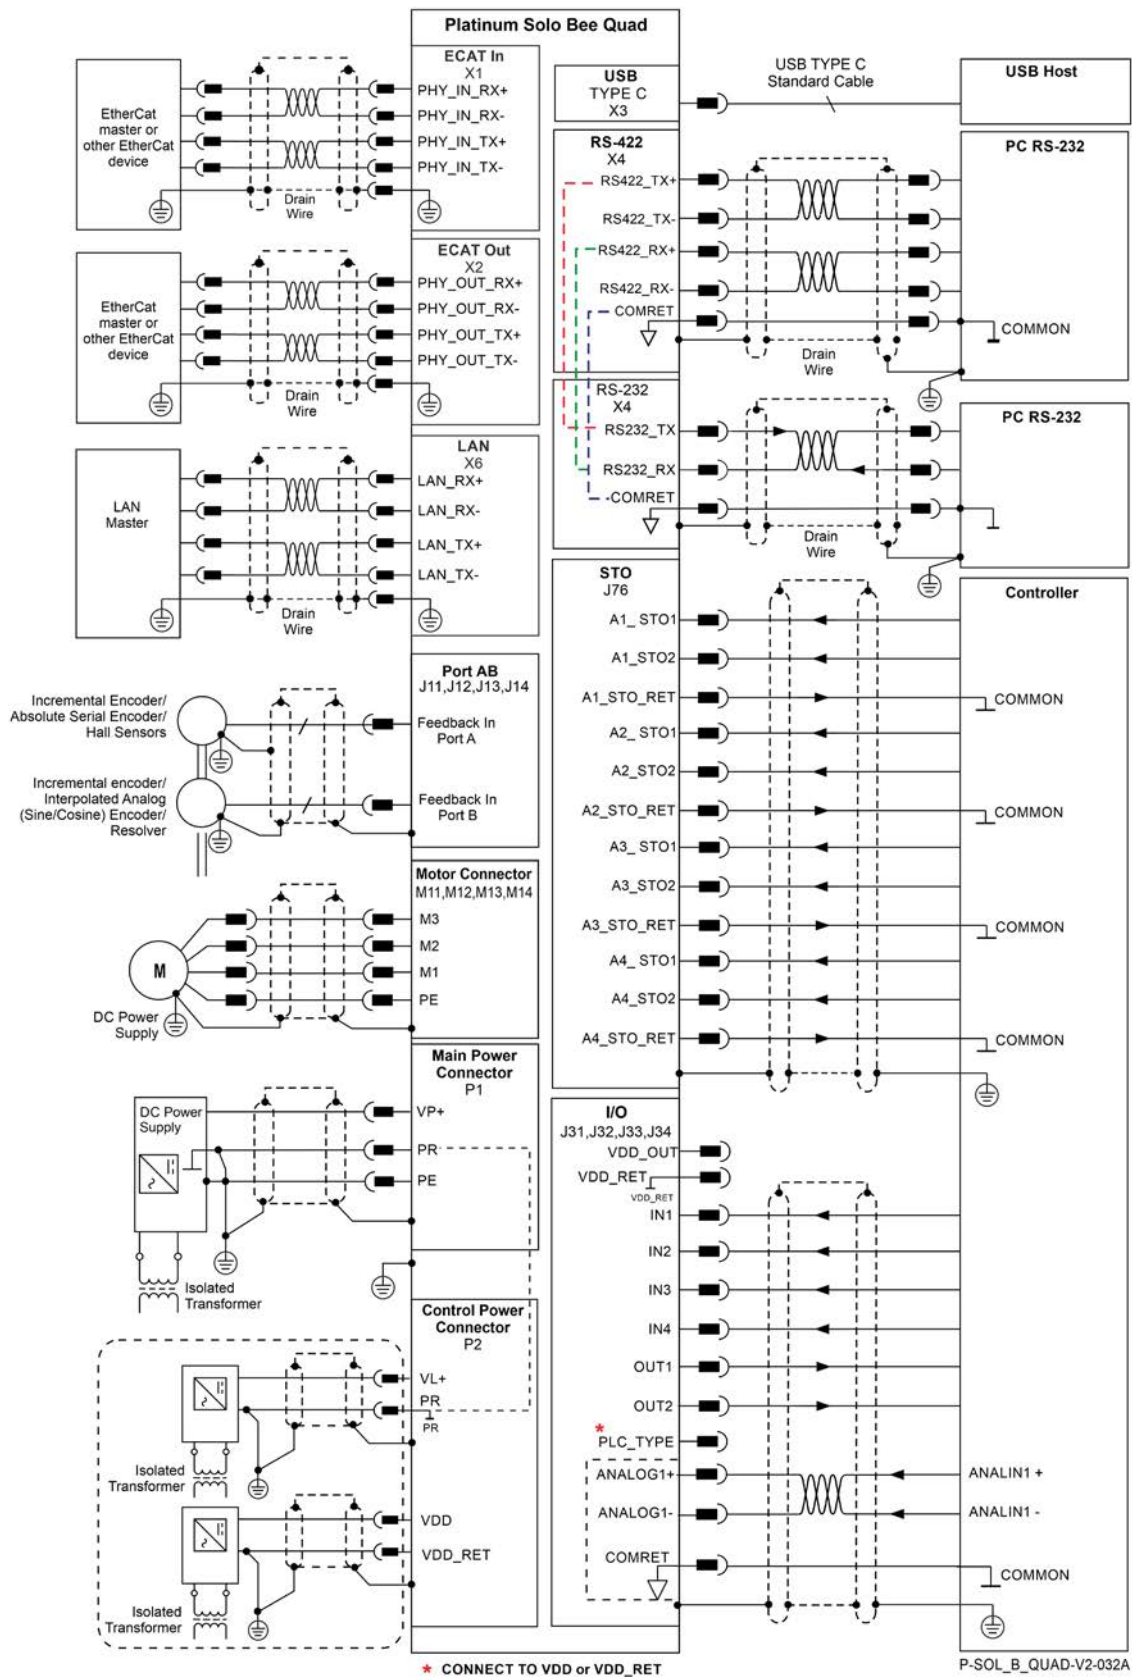 Platinum Solo Bee Quad
ECAT In
X1
PHY_IN_RX+
PHY_IN_RX-
PHY_IN_TX+
PHY_IN_TX-
EtherCat
master or
other EtherCat
device
Drain
Wire
ECAT Out
X2
PHY_OUT_RX+
PHY_OUT_RX-
PHY_OUT_TX+
PHY_OUT_TX-
EtherCat
master or
other EtherCat
device
Drain
Wire
LAN
X6
LAN_RX+
LAN_RX-
LAN_TX+
LAN_TX-
LAN
Master
Drain
Wire
Port AB
J11,J12,J13,J14
Feedback In
Port A
Feedback In
Port B
Incremental Encoder/
Absolute Serial Encoder/
Hall Sensors
Incremental encoder/
Interpolated Analog
(Sine/Cosine) Encoder/
Resolver
Motor Connector
M11,M12,M13,M14
M3
M2
M1
PE
M
DC Power
Supply
Main Power
Connector
P1
VP+
PR
PE
DC Power
Supply
Isolated
Transformer
Control Power
Connector
P2
VL+
PR
PR
VDD
VDD_RET
Isolated
Transformer
Isolated
Transformer
USB
TYPE C
X3
USB TYPE C
Standard Cable
USB Host
RS-422
X4
RS422_TX+
RS422_TX-
RS422_RX+
RS422_RX-
COMRET
PC RS-232
COMMON
Drain
Wire
RS-232
X4
RS232_TX
RS232_RX
COMRET
PC RS-232
Drain
Wire
STO
J76
Controller
A1_ STO1
A1_STO2
A1_STO_RET
COMMON
A2_ STO1
A2_STO2
A2_STO_RET
COMMON
A3_ STO1
A3_STO2
A3_STO_RET
COMMON
A4_ STO1
A4_STO2
A4_STO_RET
COMMON
I/O
J31,J32,J33,J34
VDD_OUT
VDD_RET
VDD_RET
IN1
IN2
IN3
IN4
OUT1
OUT2
*
PLC_TYPE
ANALOG1+
ANALIN1 +
ANALOG1-
ANALIN1 -
COMRET
COMMON
* CONNECT TO VDD or VDD_RET
P-SOL_B_QUAD-V2-032A